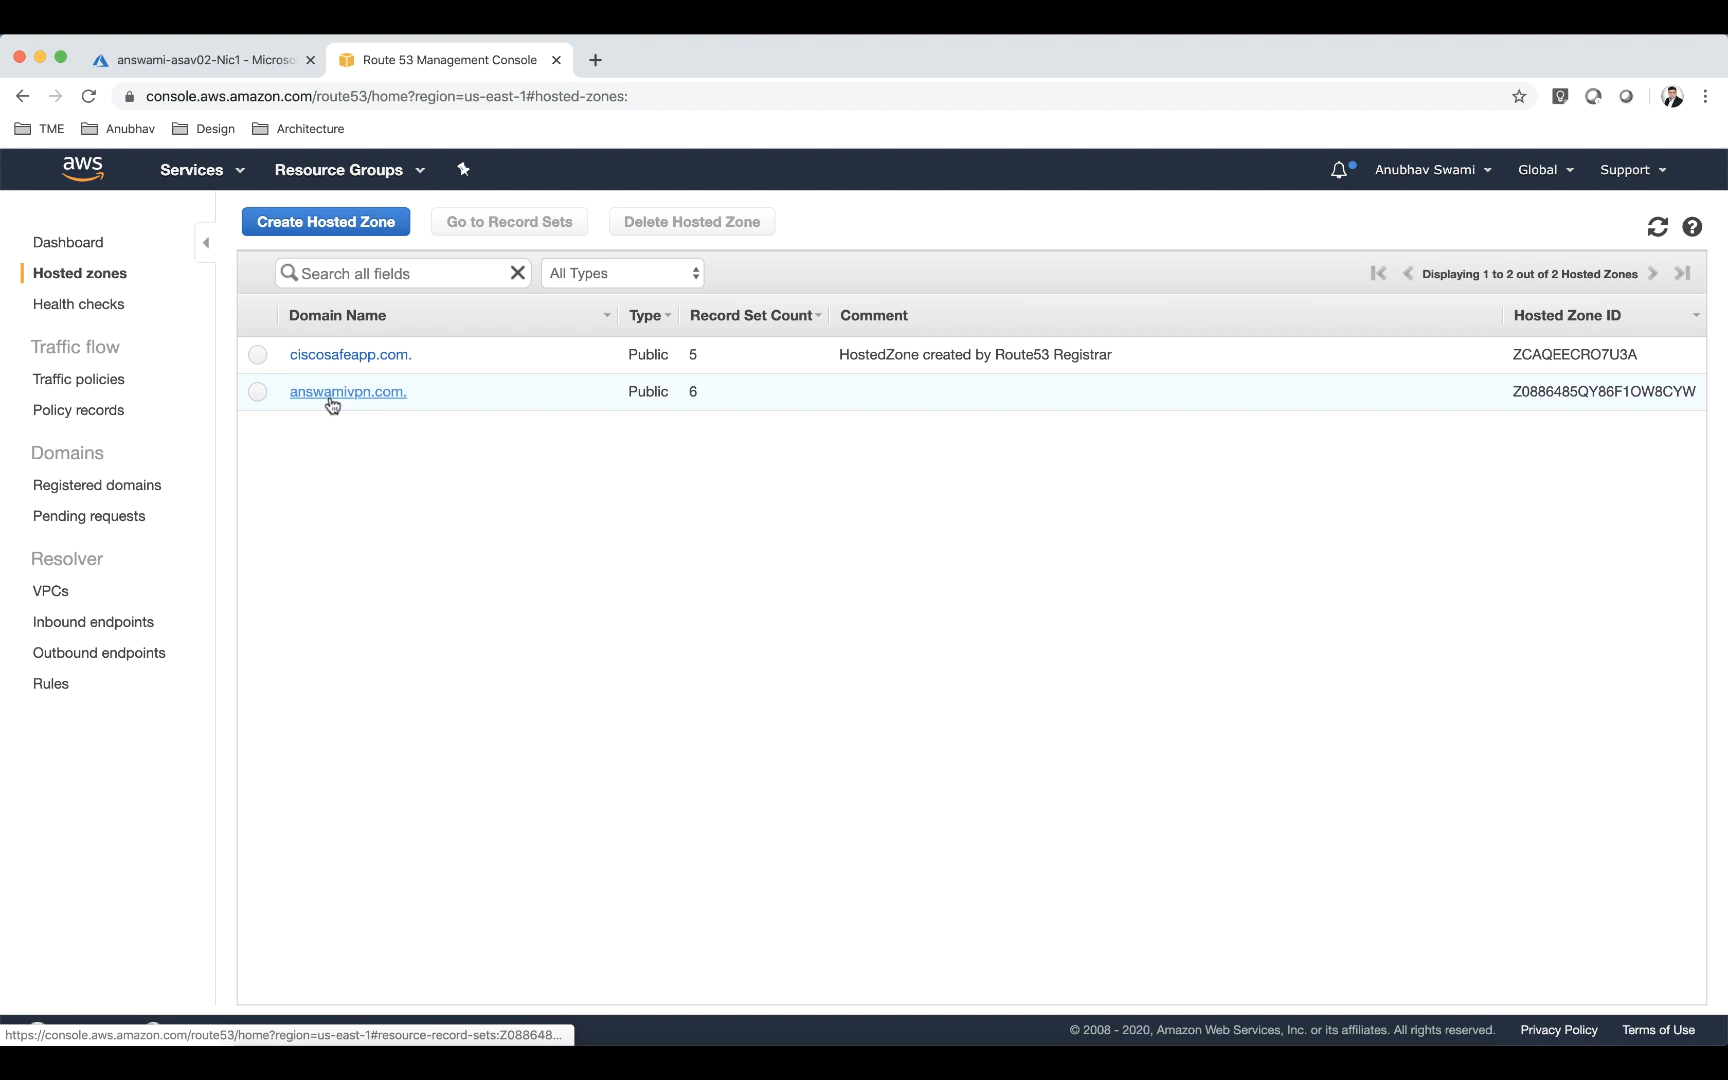 answami-asav02-Nic1 - Microso
Route 53 Management Console
console.aws.amazon.com/route53/home?region=us-east-1#hosted-zones:
TME Anubhav Design Architecture
aws Services Resource Groups Anubhav Swami Global Support
Create Hosted Zone Go to Record Sets Delete Hosted Zone
Dashboard
Hosted zones
Health checks
Traffic flow
Traffic policies
Policy records
Domains
Registered domains
Pending requests
Resolver
VPCs
Inbound endpoints
Outbound endpoints
Rules
Search all fields All Types Displaying 1 to 2 out of 2 Hosted Zones
Domain Name Type Record Set Count Comment Hosted Zone ID
ciscosafeapp.com. Public 5 HostedZone created by Route53 Registrar ZCAQEECRO7U3A
answamivpn.com. Public 6 Z0886485QY86F1OW8CYW
https://console.aws.amazon.com/route53/home?region=us-east-1#resource-record-sets:Z088648...
© 2008 - 2020, Amazon Web Services, Inc. or its affiliates. All rights reserved. Privacy Policy Terms of Use